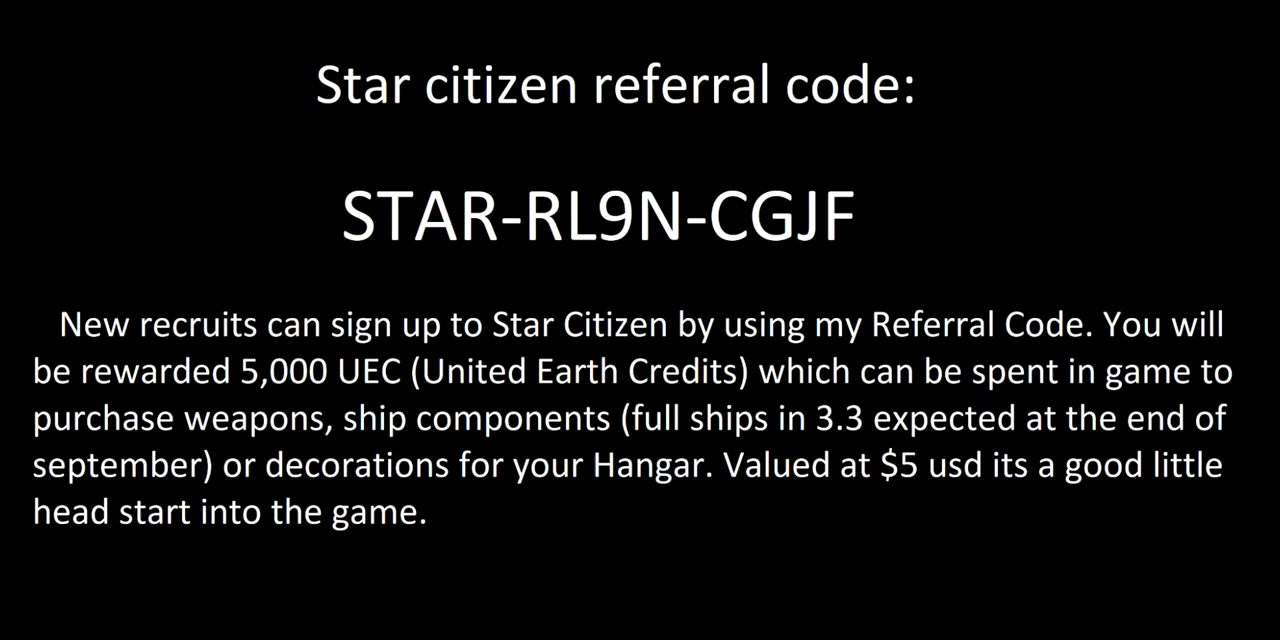 Star citizen referral code:
STAR-RL9N-CGJF
New recruits can sign up to Star Citizen by using my Referral Code. You will
be rewarded 5,000 UEC (United Earth Credits) which can be spent in game to
purchase weapons, ship components (full ships in 3.3 expected at the end of
september) or decorations for your Hangar. Valued at $5 usd its a good little
head start into the game.